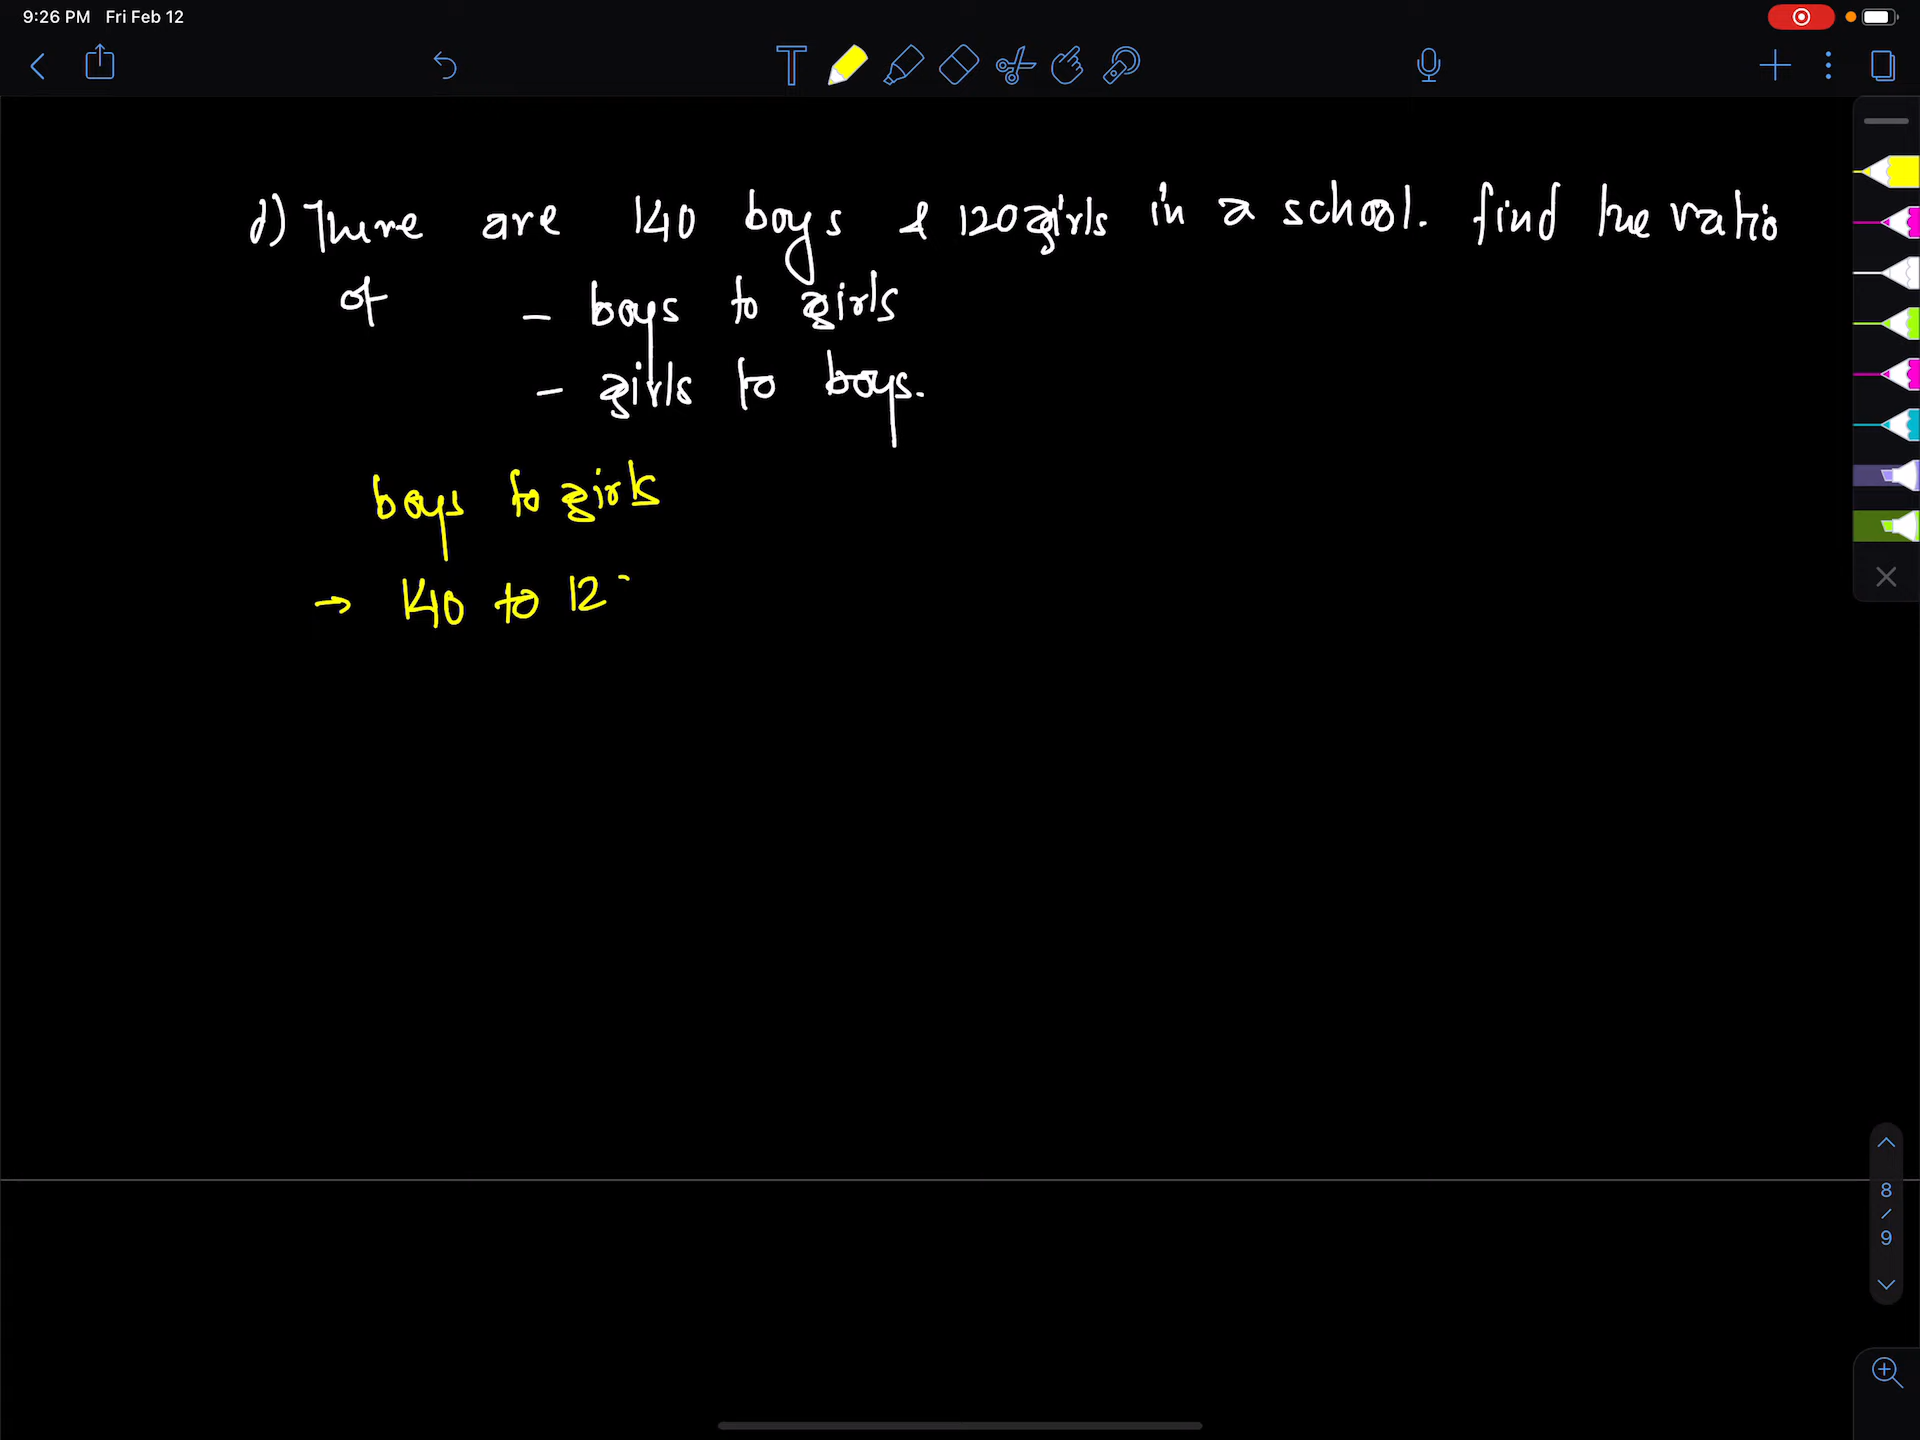 9:26 PM Fri Feb 12
d) There are 140 boys & 120 girls in a school. find the ratio
of - boys to girls
- girls to boys.
boys to girls
→ 140 to 12
8
/
9